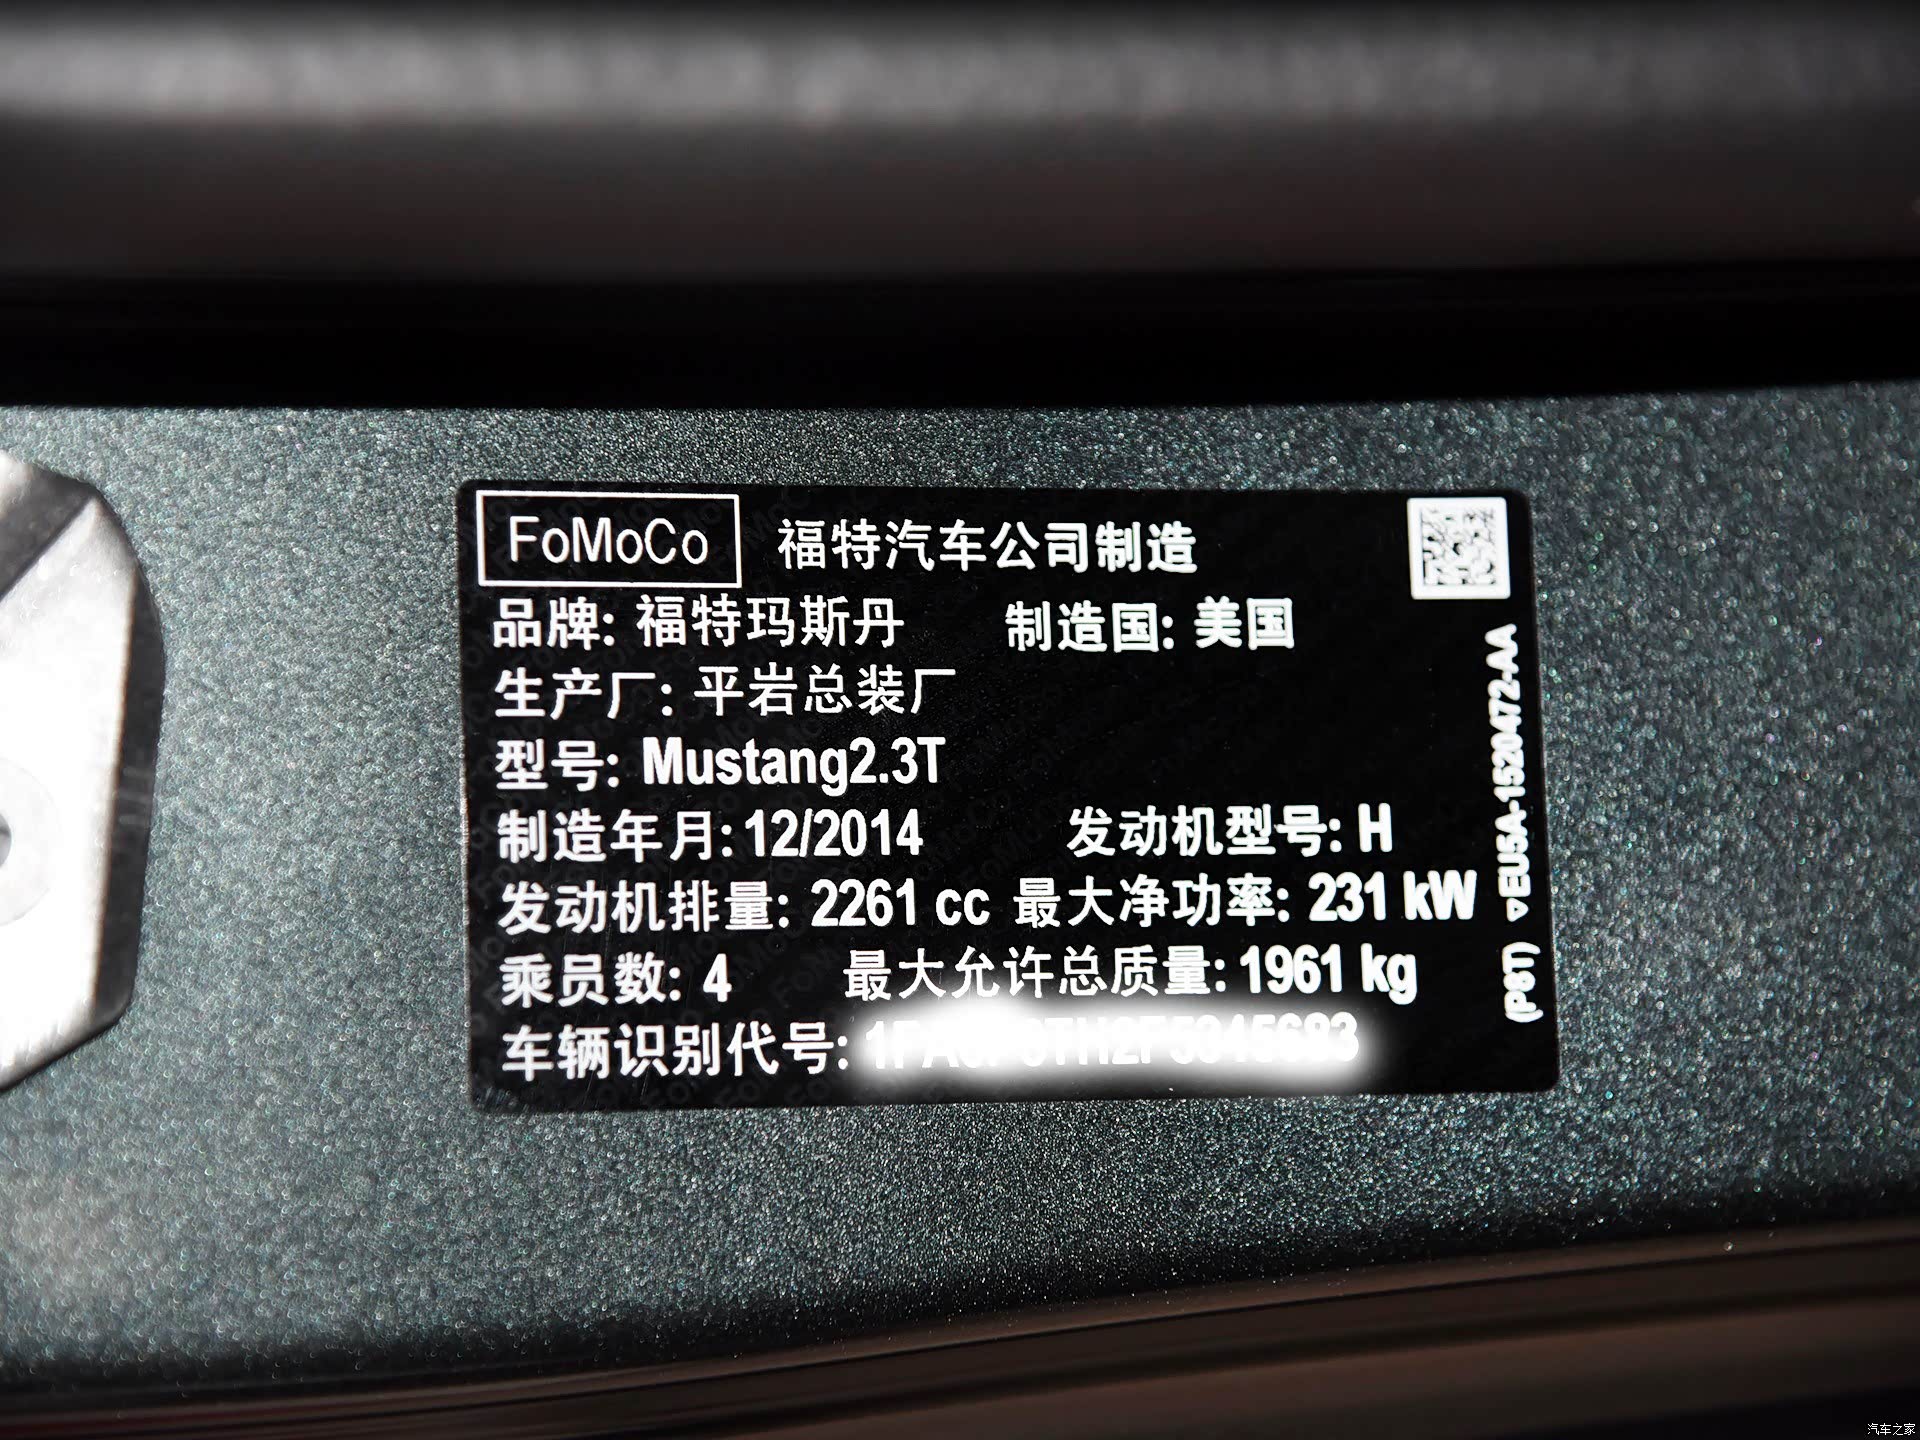 FoMoCo 福特汽车公司制造
品牌: 福特玛斯丹 制造国: 美国
生产厂: 平岩总装厂
型号: Mustang2.3T
制造年月: 12/2014 发动机型号: H
发动机排量: 2261 cc 最大净功率: 231 kW
乘员数: 4 最大允许总质量: 1961 kg
车辆识别代号:
(P8T) ▽EU5A-1520472-AA
汽车之家